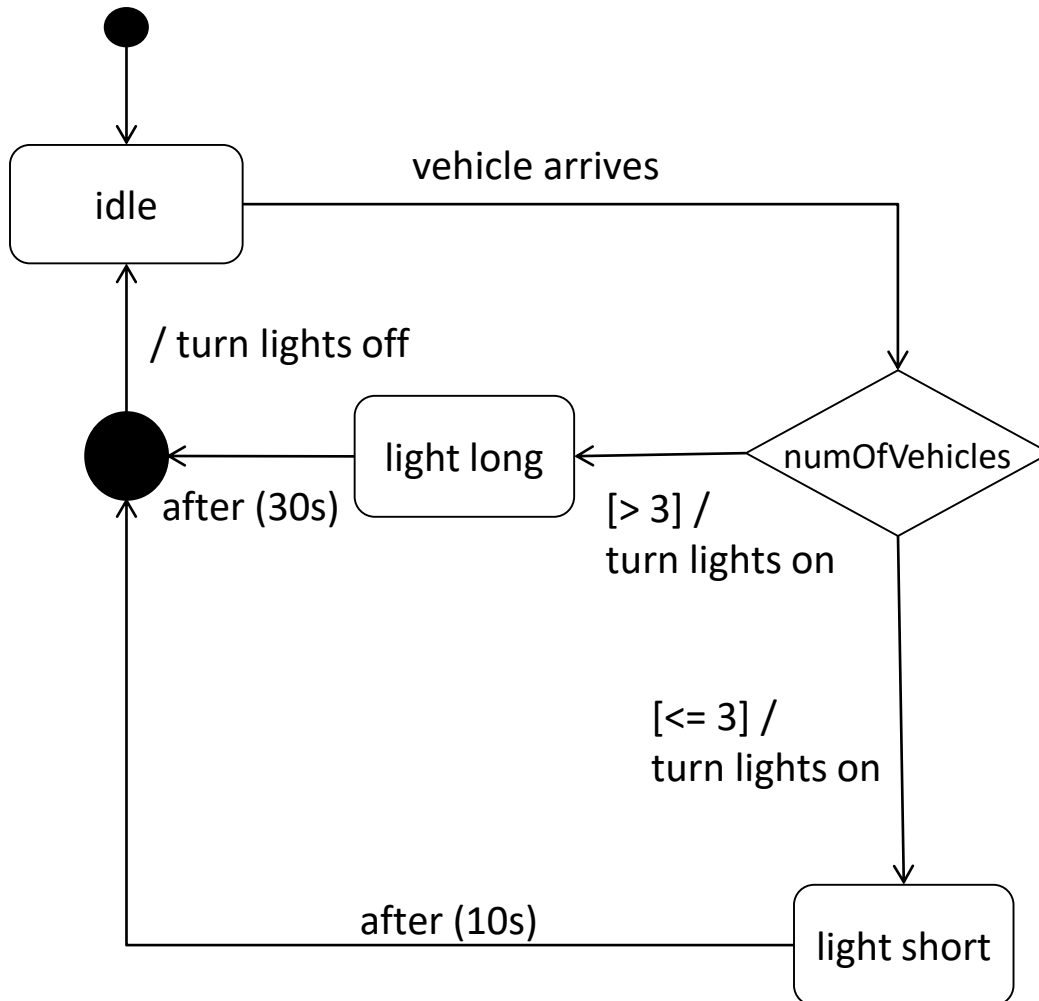 vehicle arrives
idle
/ turn lights off
light long
numOfVehicles
after (30s)
[> 3] /
turn lights on
[<= 3] /
turn lights on
after (10s)
light short